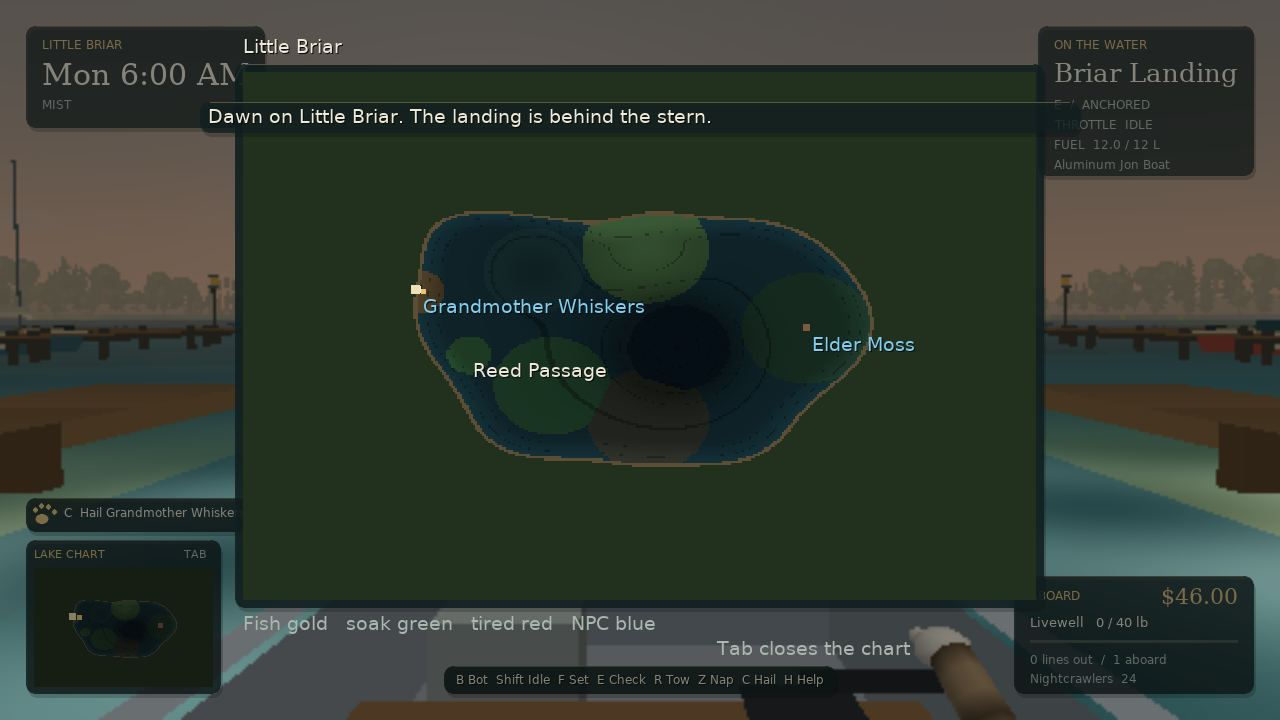 LITTLE BRIAR
Mon 6:00 AM
MIST
Little Briar
ON THE WATER
Briar Landing
E / ANCHORED
THROTTLE IDLE
FUEL 12.0 / 12 L
Aluminum Jon Boat
Dawn on Little Briar. The landing is behind the stern.
Grandmother Whiskers
Elder Moss
Reed Passage
C Hail Grandmother Whiske
LAKE CHART TAB
Fish gold soak green tired red NPC blue
Tab closes the chart
B Bot Shift Idle F Set E Check R Tow Z Nap C Hail H Help
BOARD $46.00
Livewell 0 / 40 lb
0 lines out / 1 aboard
Nightcrawlers 24